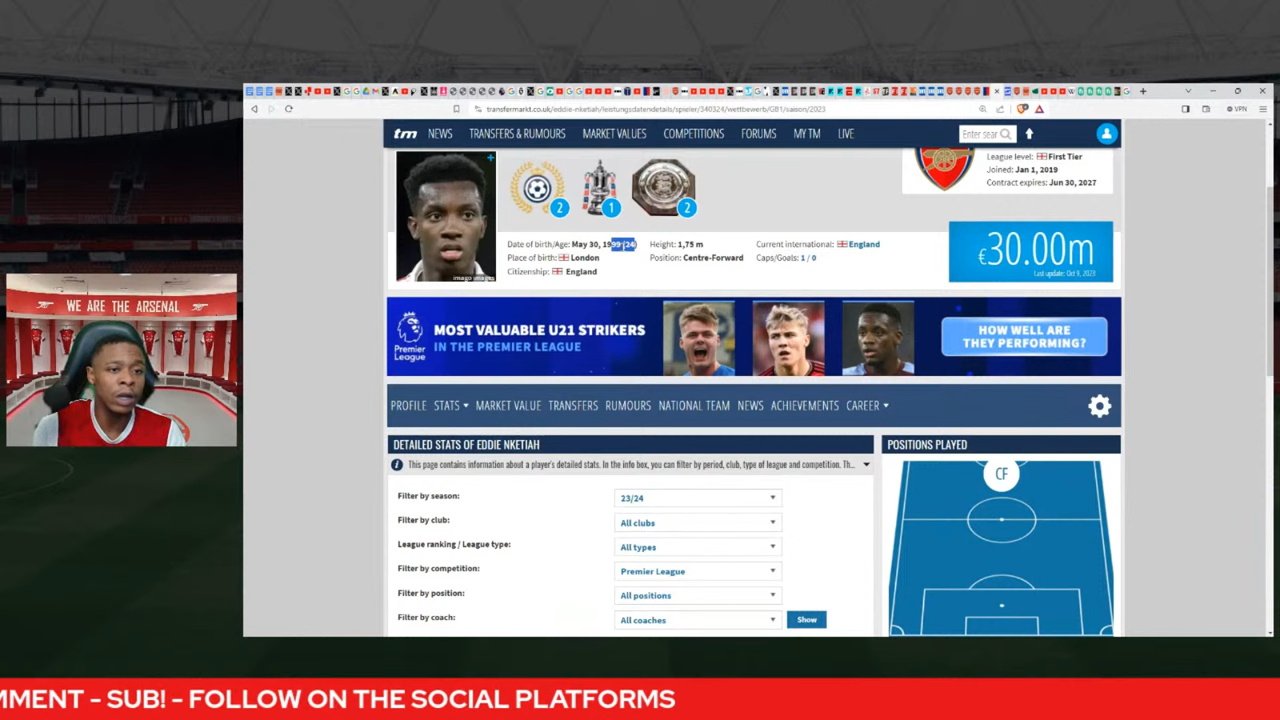 transfermarkt.co.uk/eddie-nketiah/leistungsdatendetails/spieler/340324/wettbewerb/GB1/saison/2023
VPN
tm NEWS TRANSFERS & RUMOURS MARKET VALUES COMPETITIONS FORUMS MY TM LIVE Enter sear
2 1 2
League level: First Tier
Joined: Jan 1, 2019
Contract expires: Jun 30, 2027
Date of birth/Age: May 30, 1999 (24) Height: 1,75 m Current international: England
Place of birth: London Position: Centre-Forward Caps/Goals: 1 / 0
Citizenship: England
€30.00m
Last update: Oct 9, 2023
imago images
WE ARE THE ARSENAL
Premier League
MOST VALUABLE U21 STRIKERS
IN THE PREMIER LEAGUE
HOW WELL ARE
THEY PERFORMING?
PROFILE STATS MARKET VALUE TRANSFERS RUMOURS NATIONAL TEAM NEWS ACHIEVEMENTS CAREER
DETAILED STATS OF EDDIE NKETIAH
POSITIONS PLAYED
This page contains information about a player's detailed stats. In the info box, you can filter by period, club, type of league and competition. Th...
CF
Filter by season: 23/24
Filter by club: All clubs
League ranking / League type: All types
Filter by competition: Premier League
Filter by position: All positions
Filter by coach: All coaches Show
MMENT - SUB! - FOLLOW ON THE SOCIAL PLATFORMS